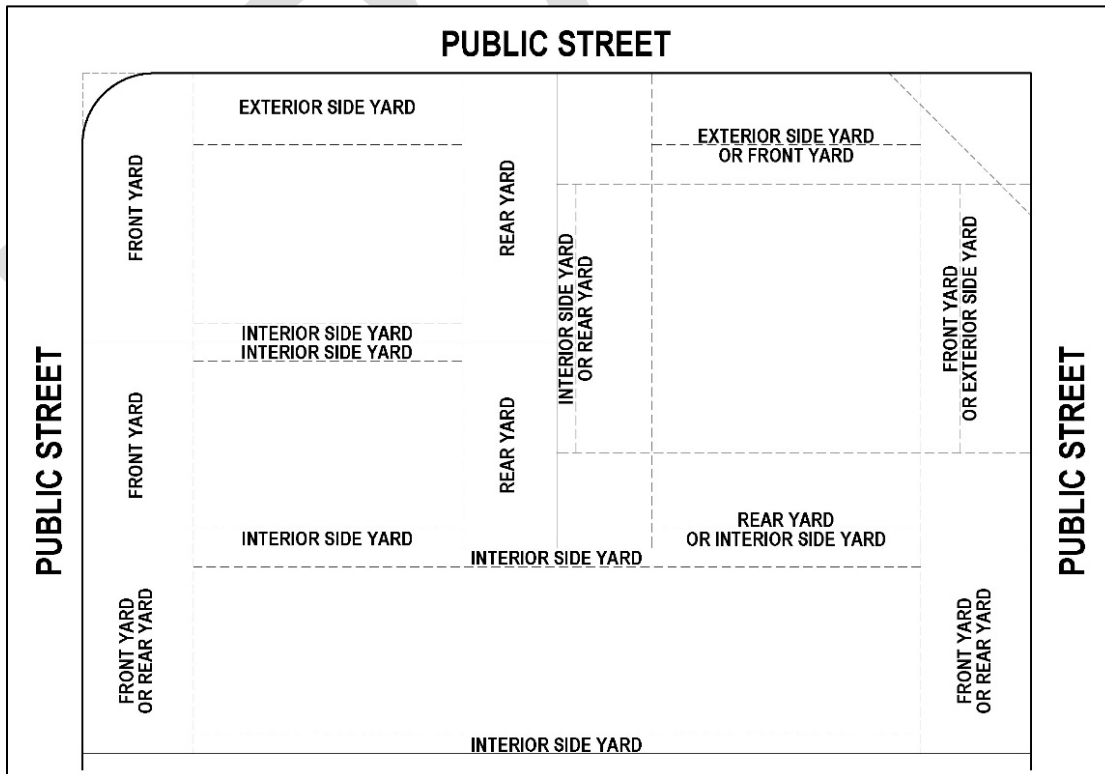 PUBLIC STREET
EXTERIOR SIDE YARD
EXTERIOR SIDE YARD
OR FRONT YARD
FRONT YARD
REAR YARD
INTERIOR SIDE YARD
OR REAR YARD
FRONT YARD
OR EXTERIOR SIDE YARD
INTERIOR SIDE YARD
INTERIOR SIDE YARD
PUBLIC STREET
PUBLIC STREET
FRONT YARD
REAR YARD
INTERIOR SIDE YARD
REAR YARD
OR INTERIOR SIDE YARD
INTERIOR SIDE YARD
FRONT YARD
OR REAR YARD
FRONT YARD
OR REAR YARD
INTERIOR SIDE YARD